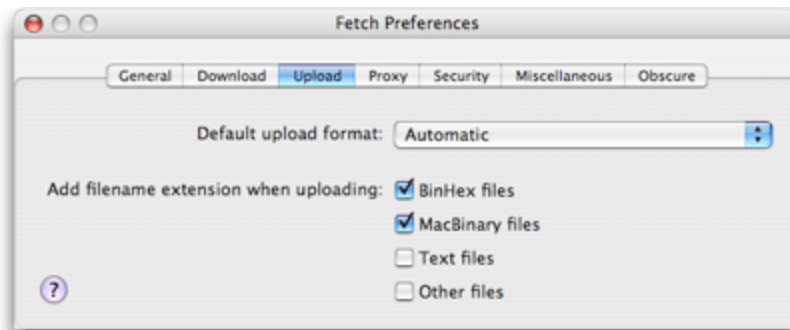 Fetch Preferences
General Download Upload Proxy Security Miscellaneous Obscure
Default upload format: Automatic
Add filename extension when uploading: BinHex files
MacBinary files
Text files
? Other files